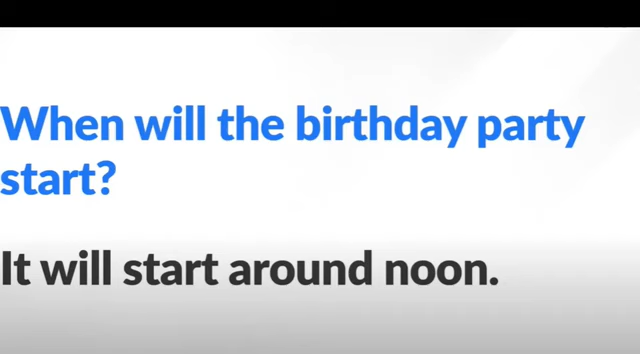 When will the birthday party
start?
It will start around noon.